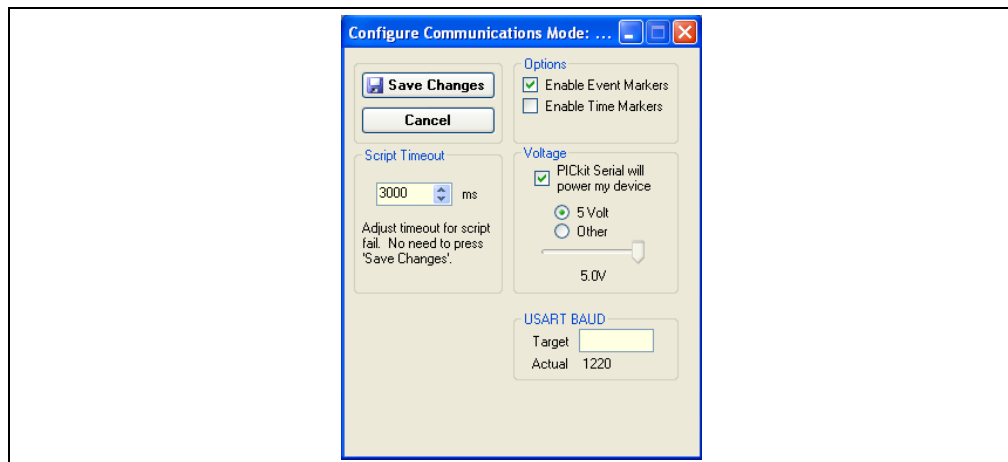 Configure Communications Mode: ...
Save Changes
Cancel
Options
Enable Event Markers
Enable Time Markers
Script Timeout
3000 ms
Adjust timeout for script
fail. No need to press
'Save Changes'.
Voltage
PICkit Serial will
power my device
5 Volt
Other
5.0V
USART BAUD
Target
Actual 1220